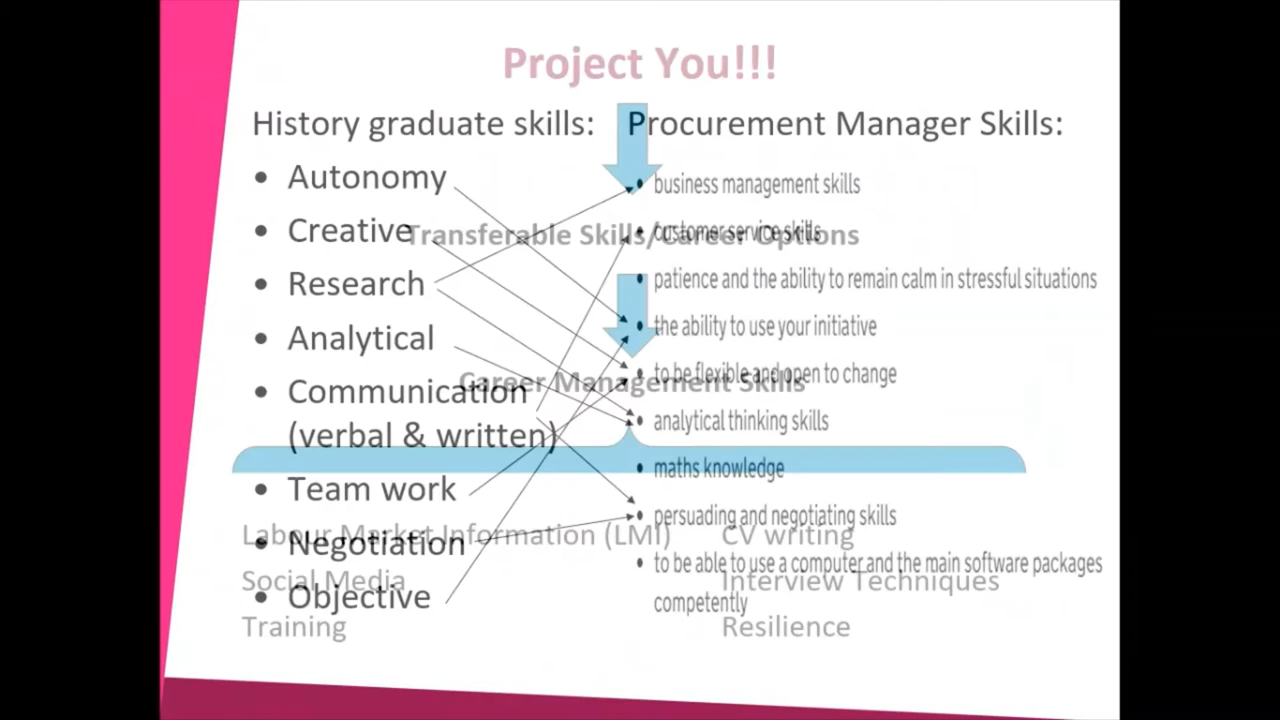 Project You!!!
History graduate skills:
• Autonomy
• Creative
• Research
• Analytical
• Communication
(verbal & written)
• Team work
• Negotiation
• Objective
Procurement Manager Skills:
• business management skills
• customer service skills
• patience and the ability to remain calm in stressful situations
• the ability to use your initiative
• to be flexible and open to change
• analytical thinking skills
• maths knowledge
• persuading and negotiating skills
• to be able to use a computer and the main software packages
competently
Transferable Skills/Career Options
Career Management Skills
Labour Market Information (LMI)
Social Media
Training
CV writing
Interview Techniques
Resilience